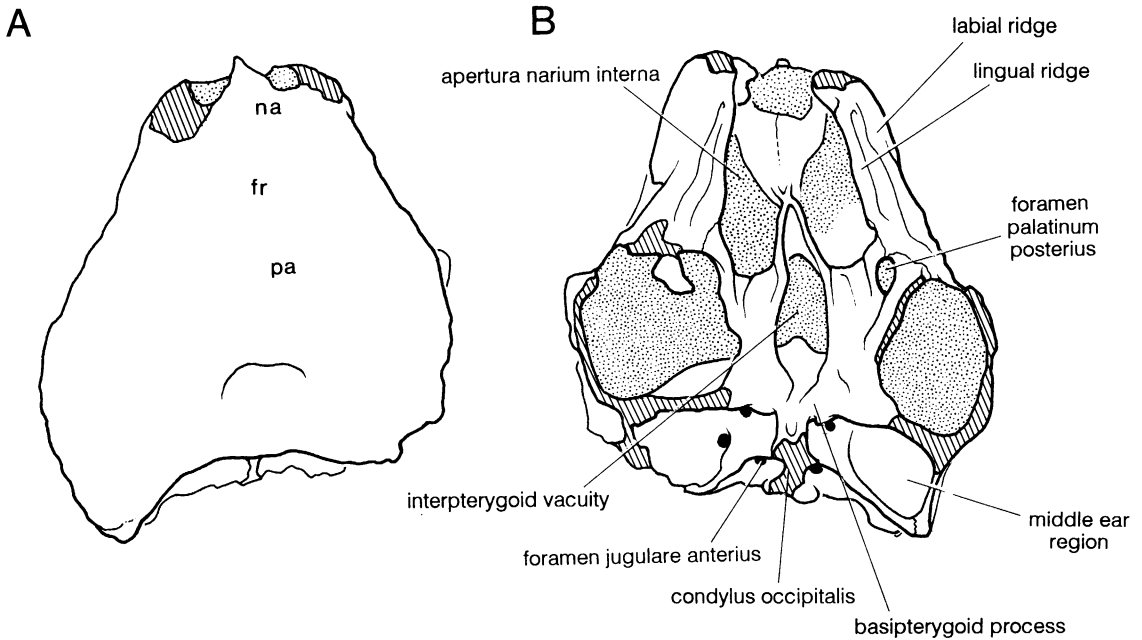 A
na
fr
pa
B
labial ridge
lingual ridge
apertura narium interna
foramen
palatinum
posterius
interpterygoid vacuity
foramen jugulare anterius
condylus occipitalis
basipterygoid process
middle ear
region